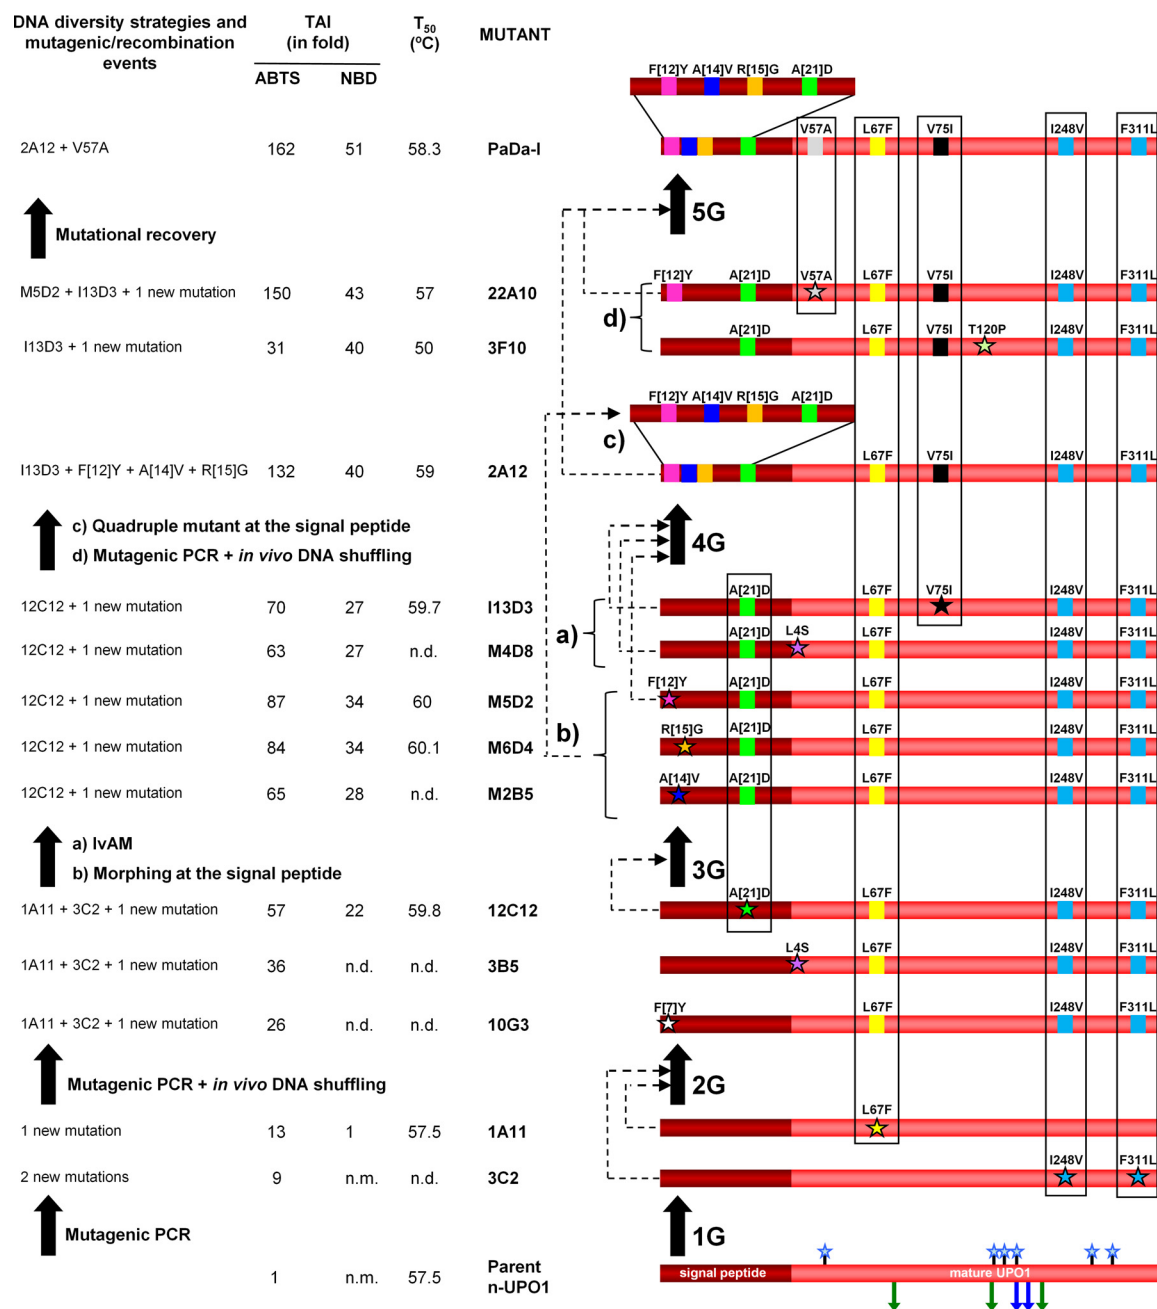 DNA diversity strategies and mutagenic/recombination events
TAI (in fold)
T50 (ºC)
MUTANT
ABTS NBD
F[12]Y A[14]V R[15]G A[21]D
V57A L67F V75I I248V F311L
2A12 + V57A 162 51 58.3 PaDa-I
5G
Mutational recovery
F[12]Y A[21]D V57A L67F V75I I248V F311L
M5D2 + I13D3 + 1 new mutation 150 43 57 22A10
d)
A[21]D L67F V75I T120P I248V F311L
I13D3 + 1 new mutation 31 40 50 3F10
F[12]Y A[14]V R[15]G A[21]D
c)
L67F V75I I248V F311L
I13D3 + F[12]Y + A[14]V + R[15]G 132 40 59 2A12
c) Quadruple mutant at the signal peptide
d) Mutagenic PCR + in vivo DNA shuffling
4G
A[21]D L67F V75I I248V F311L
12C12 + 1 new mutation 70 27 59.7 I13D3
a)
A[21]D L4S L67F I248V F311L
12C12 + 1 new mutation 63 27 n.d. M4D8
F[12]Y A[21]D L67F I248V F311L
12C12 + 1 new mutation 87 34 60 M5D2
b)
R[15]G A[21]D L67F I248V F311L
12C12 + 1 new mutation 84 34 60.1 M6D4
A[14]V A[21]D L67F I248V F311L
12C12 + 1 new mutation 65 28 n.d. M2B5
a) IvAM
b) Morphing at the signal peptide
3G
A[21]D L67F I248V F311L
1A11 + 3C2 + 1 new mutation 57 22 59.8 12C12
L4S L67F I248V F311L
1A11 + 3C2 + 1 new mutation 36 n.d. n.d. 3B5
F[7]Y L67F I248V F311L
1A11 + 3C2 + 1 new mutation 26 n.d. n.d. 10G3
Mutagenic PCR + in vivo DNA shuffling
2G
L67F
1 new mutation 13 1 57.5 1A11
I248V F311L
2 new mutations 9 n.m. n.d. 3C2
Mutagenic PCR
1G
1 n.m. 57.5 Parent n-UPO1
signal peptide mature UPO1